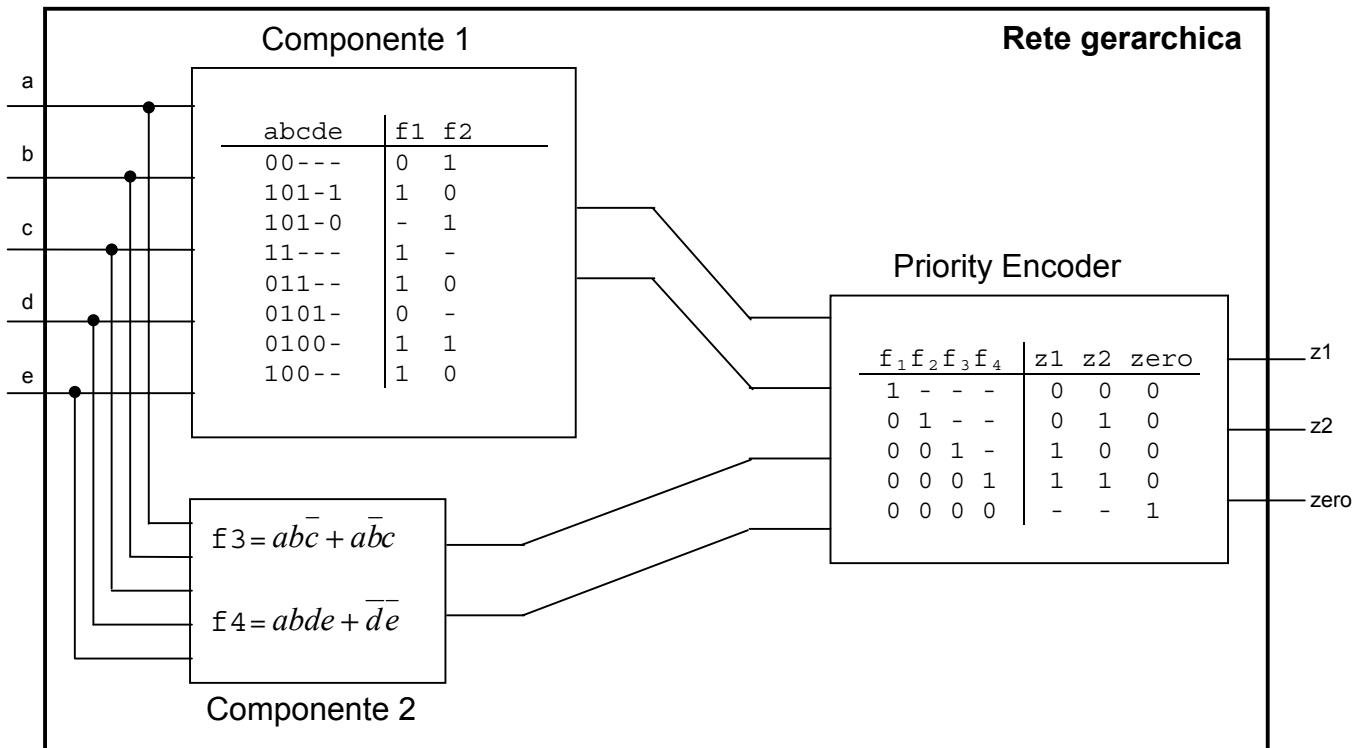 Componente 1
Rete gerarchica
a
b
c
d
e
abcde f1 f2
00--- 0 1
101-1 1 0
101-0 - 1
11--- 1 -
011-- 1 0
0101- 0 -
0100- 1 1
100-- 1 0
Priority Encoder
f₁f₂f₃f₄ z1 z2 zero
1 - - - 0 0 0
0 1 - - 0 1 0
0 0 1 - 1 0 0
0 0 0 1 1 1 0
0 0 0 0 - - 1
z1
z2
zero
f3=abc̅ + ab̅c
f4=abde + d̅e̅
Componente 2